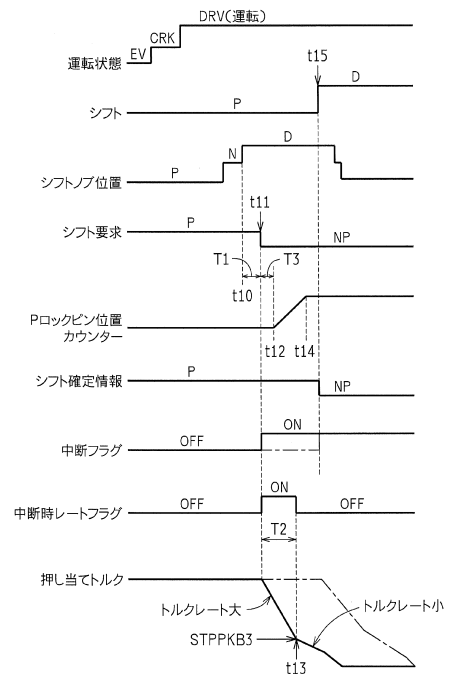 DRV(運転)
CRK
EV
運転状態
t15
D
P
シフト
D
N
P
シフトノブ位置
t11
P
シフト要求
NP
T1
T3
t10
Pロックピン位置
カウンター
t12
t14
P
シフト確定情報
NP
ON
OFF
中断フラグ
ON
OFF
OFF
中断時レートフラグ
T2
押し当てトルク
トルクレート大
トルクレート小
STPPKB3
t13